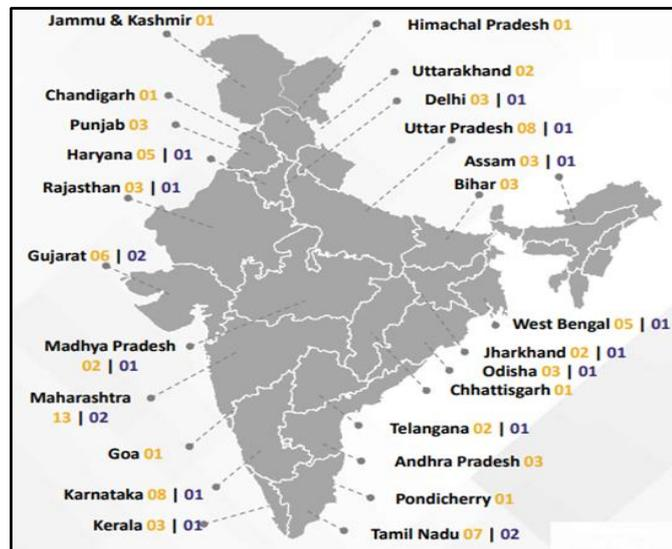 Jammu & Kashmir 01
Himachal Pradesh 01
Uttarakhand 02
Chandigarh 01
Delhi 03 | 01
Punjab 03
Uttar Pradesh 08 | 01
Haryana 05 | 01
Assam 03 | 01
Rajasthan 03 | 01
Bihar 03
Gujarat 06 | 02
West Bengal 05 | 01
Madhya Pradesh
02 | 01
Jharkhand 02 | 01
Odisha 03 | 01
Chhattisgarh 01
Maharashtra
13 | 02
Telangana 02 | 01
Goa 01
Andhra Pradesh 03
Karnataka 08 | 01
Pondicherry 01
Kerala 03 | 01
Tamil Nadu 07 | 02